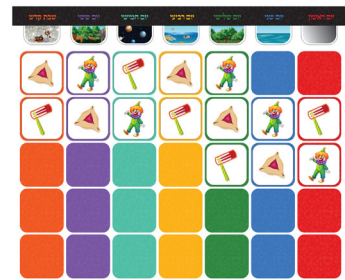 יום ראשון
יום שני
יום שלישי
יום רביעי
יום חמישי
יום שישי
שבת קודש